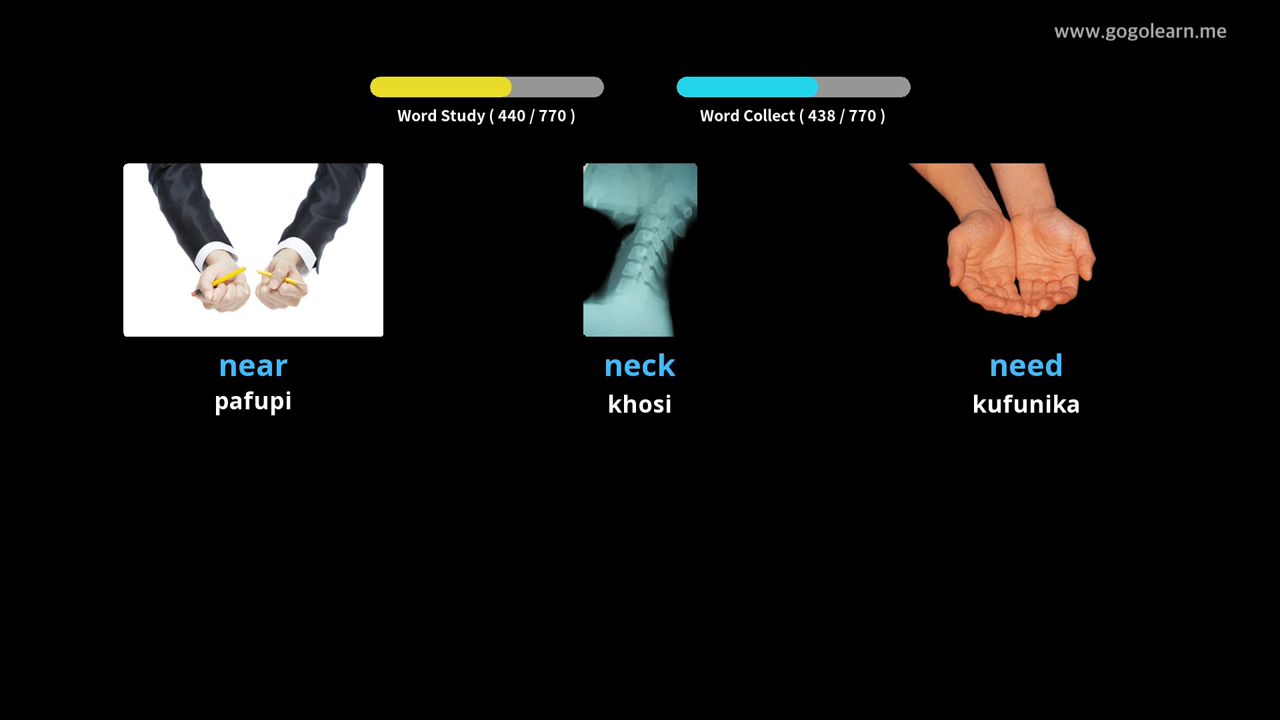 www.gogolearn.me
Word Study ( 440 / 770 )
Word Collect ( 438 / 770 )
near
neck
need
pafupi
khosi
kufunika